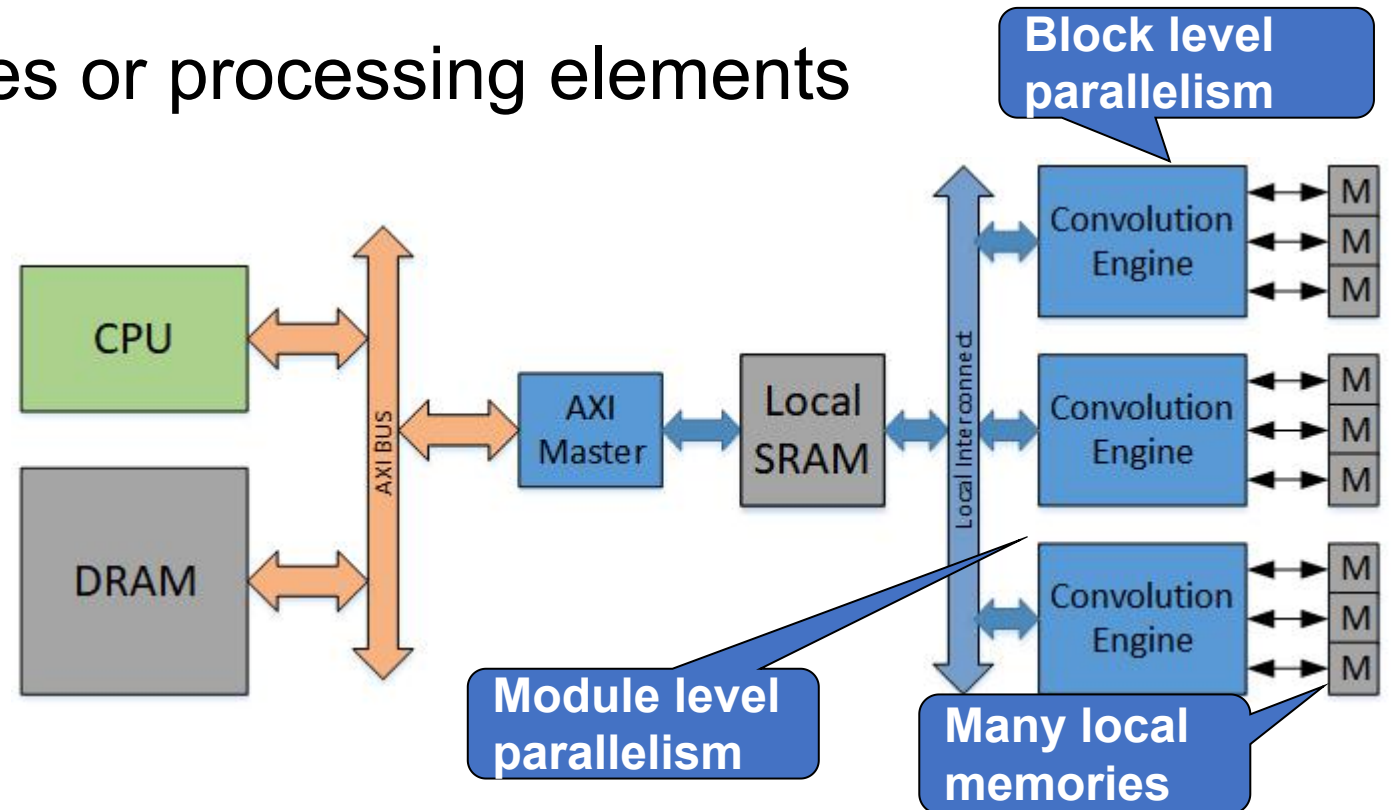 es or processing elements
Block level
parallelism
CPU
DRAM
AXI BUS
AXI
Master
Local
SRAM
Local Interconnect
Convolution
Engine
M
M
M
Convolution
Engine
M
M
M
Convolution
Engine
M
M
M
Module level
parallelism
Many local
memories